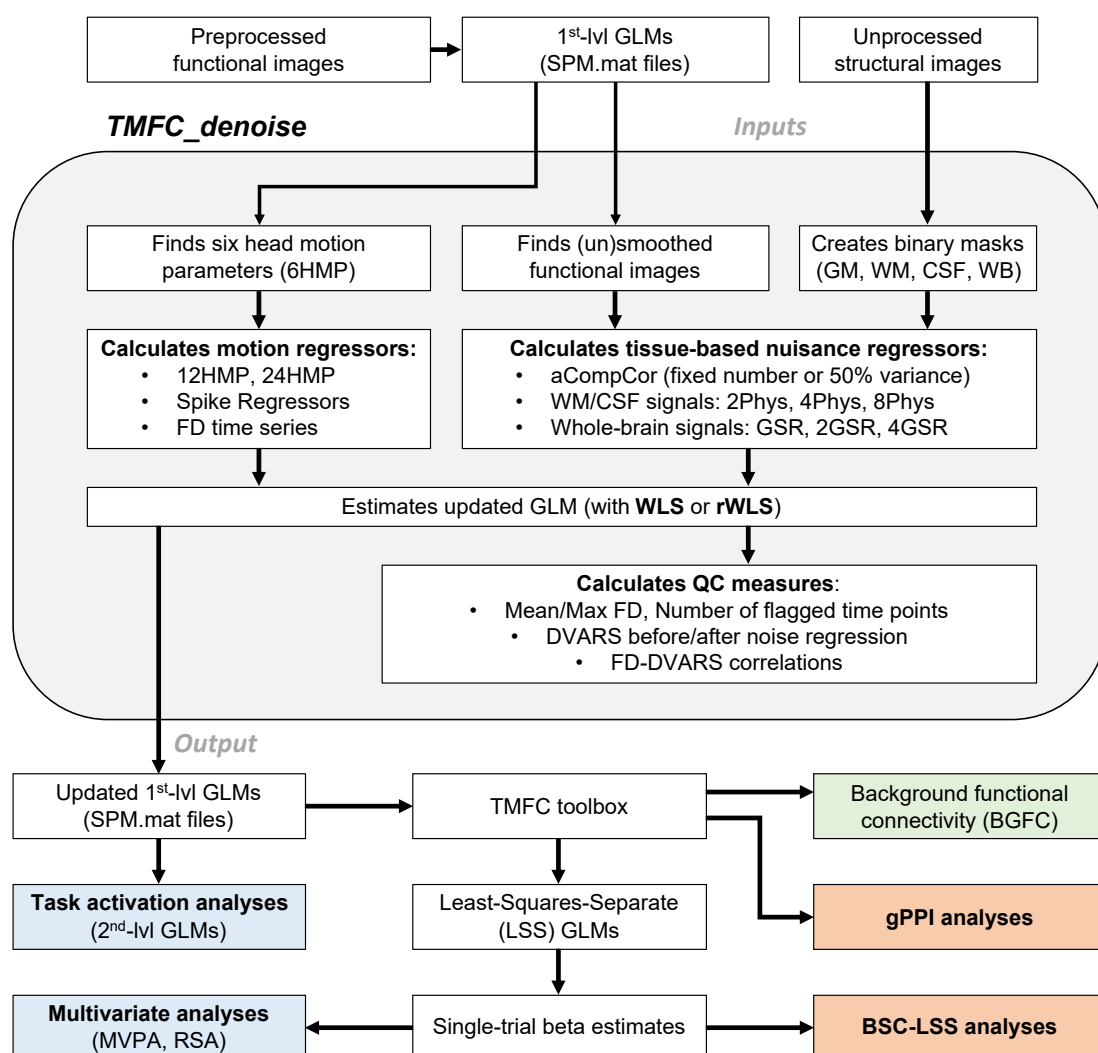 Preprocessed
functional images
1st-lvl GLMs
(SPM.mat files)
Unprocessed
structural images
TMFC_denoise
Inputs
Finds six head motion
parameters (6HMP)
Finds (un)smoothed
functional images
Creates binary masks
(GM, WM, CSF, WB)
Calculates motion regressors:
• 12HMP, 24HMP
• Spike Regressors
• FD time series
Calculates tissue-based nuisance regressors:
• aCompCor (fixed number or 50% variance)
• WM/CSF signals: 2Phys, 4Phys, 8Phys
• Whole-brain signals: GSR, 2GSR, 4GSR
Estimates updated GLM (with WLS or rWLS)
Calculates QC measures:
• Mean/Max FD, Number of flagged time points
• DVARS before/after noise regression
• FD-DVARS correlations
Output
Updated 1st-lvl GLMs
(SPM.mat files)
TMFC toolbox
Background functional
connectivity (BGFC)
Task activation analyses
(2nd-lvl GLMs)
Least-Squares-Separate
(LSS) GLMs
gPPI analyses
Multivariate analyses
(MVPA, RSA)
Single-trial beta estimates
BSC-LSS analyses